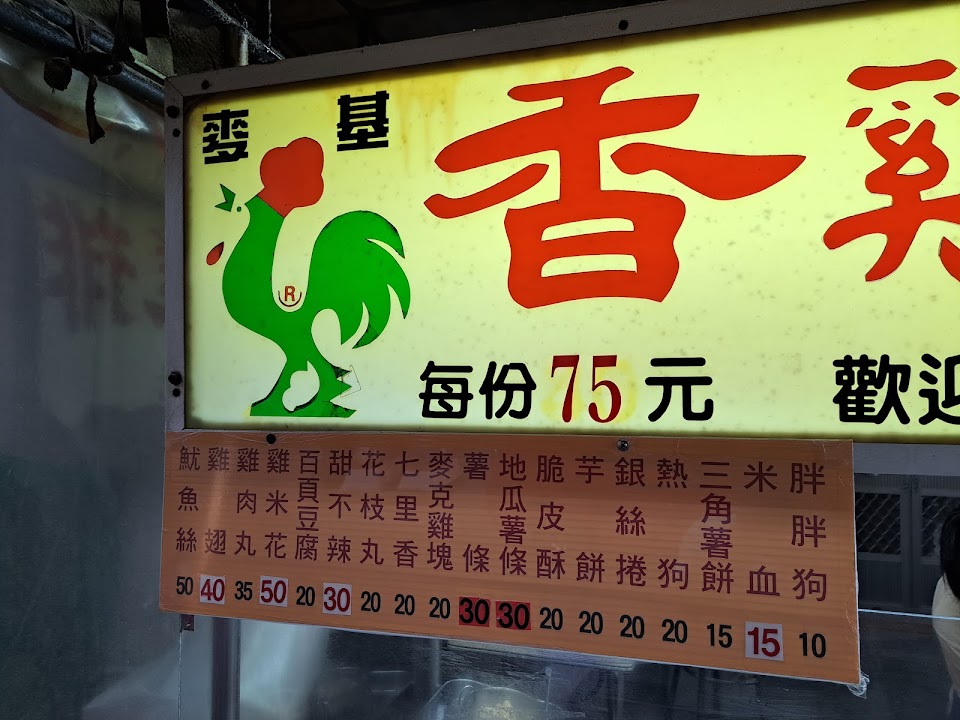 麥基
香雞
®
每份75元
歡迎
魷魚絲 50
雞翅 40
雞肉丸 35
雞米花 50
百頁豆腐 20
甜不辣 30
花枝丸 20
七里香 20
麥克雞塊 20
薯條 30
地瓜薯條 30
脆皮酥 20
芋餅 20
銀絲捲 20
熱狗 20
三角薯餅 15
米血 15
胖胖狗 10